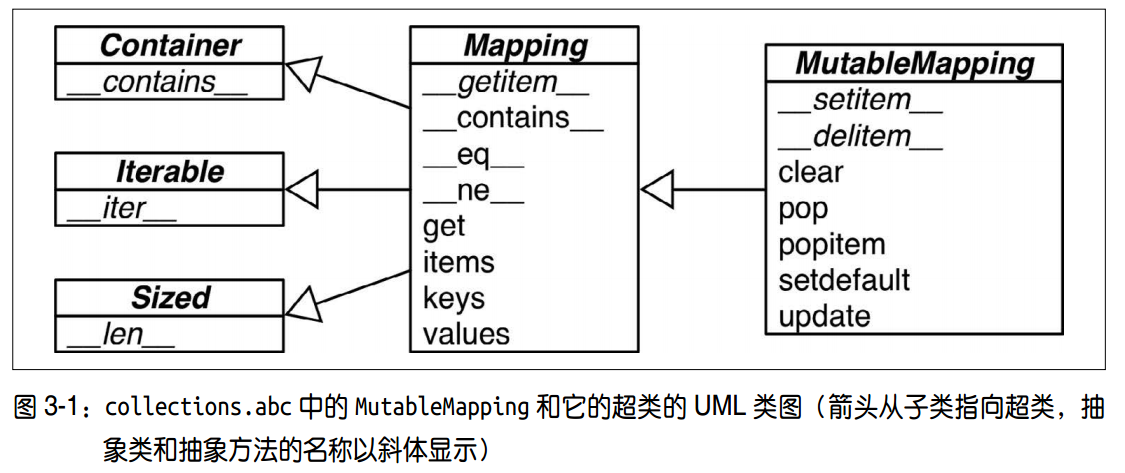 Container
__contains__
Iterable
__iter__
Sized
__len__
Mapping
__getitem__
__contains__
__eq__
__ne__
get
items
keys
values
MutableMapping
__setitem__
__delitem__
clear
pop
popitem
setdefault
update
图 3-1：collections.abc 中的 MutableMapping 和它的超类的 UML 类图（箭头从子类指向超类，抽
象类和抽象方法的名称以斜体显示）